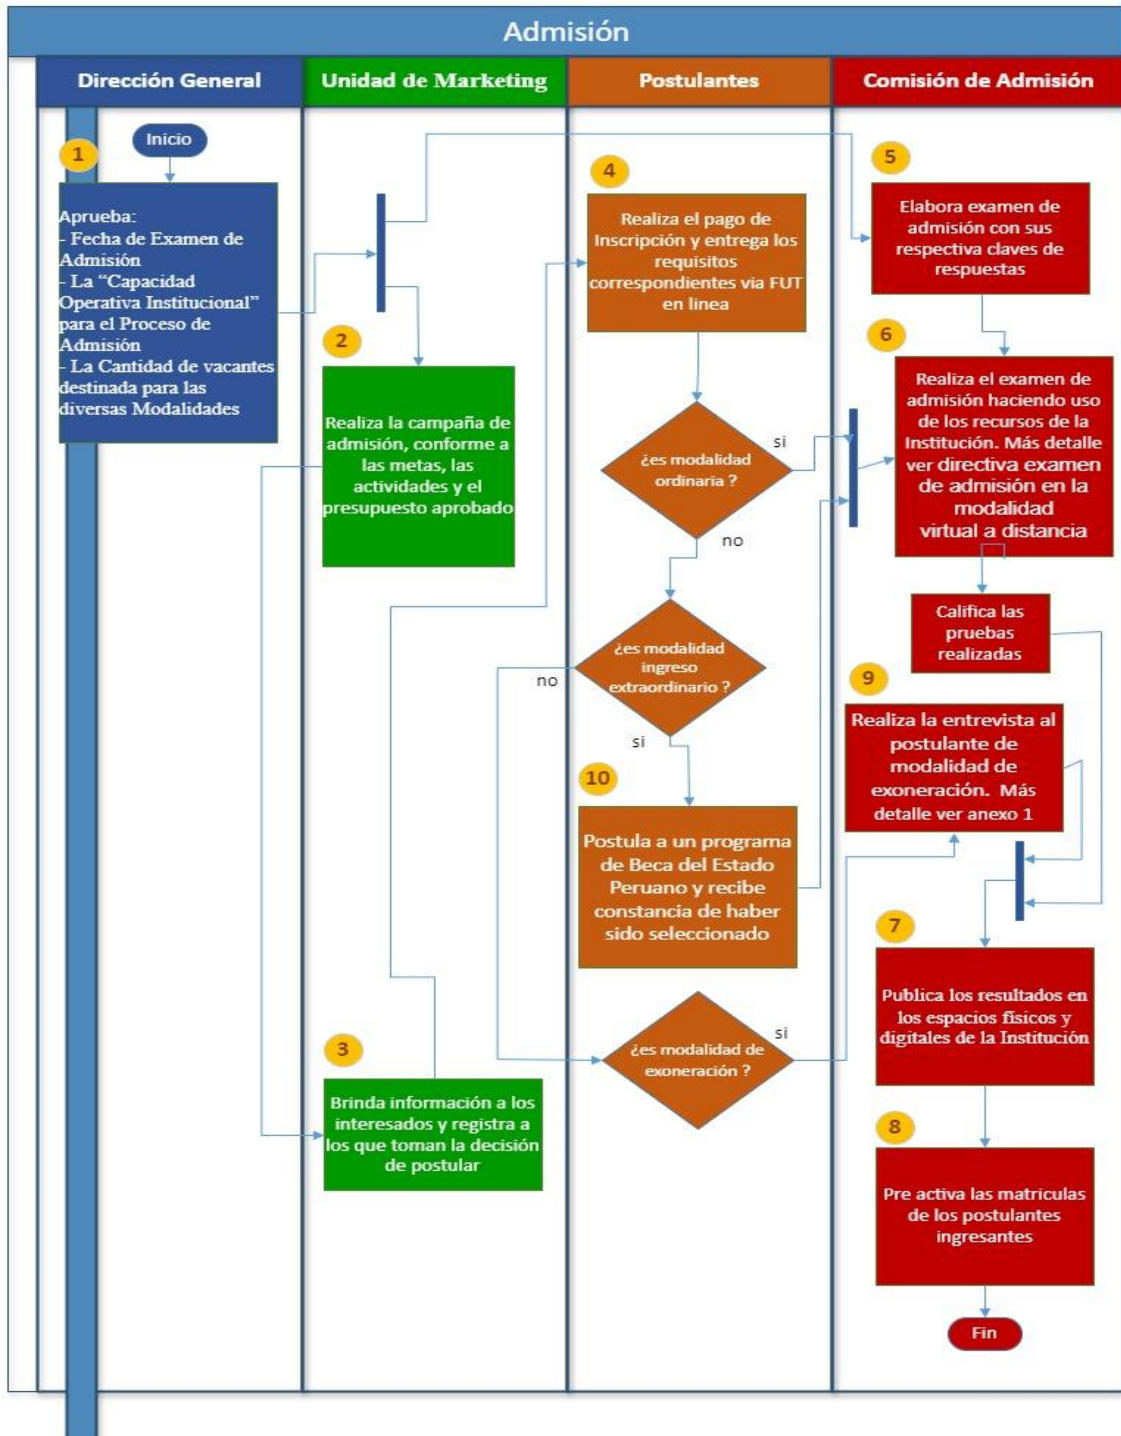 Admisión
Dirección General
Unidad de Marketing
Postulantes
Comisión de Admisión
Inicio
1
Aprueba:
- Fecha de Examen de
Admisión
- La “Capacidad
Operativa Institucional”
para el Proceso de
Admisión
- La Cantidad de vacantes
destinada para las
diversas Modalidades
2
Realiza la campaña de
admisión, conforme a
las metas, las
actividades y el
presupuesto aprobado
3
Brinda información a los
interesados y registra a
los que toman la decisión
de postular
4
Realiza el pago de
Inscripción y entrega los
requisitos
correspondientes via FUT
en linea
¿es modalidad
ordinaria ?
si
no
¿es modalidad
ingreso
extraordinario ?
no
si
10
Postula a un programa
de Beca del Estado
Peruano y recibe
constancia de haber
sido seleccionado
¿es modalidad de
exoneración ?
si
5
Elabora examen de
admisión con sus
respectiva claves de
respuestas
6
Realiza el examen de
admisión haciendo uso
de los recursos de la
Institución. Más detalle
ver directiva examen
de admisión en la
modalidad
virtual a distancia
Califica las
pruebas
realizadas
9
Realiza la entrevista al
postulante de
modalidad de
exoneración. Más
detalle ver anexo 1
7
Publica los resultados en
los espacios físicos y
digitales de la Institución
8
Pre activa las matriculas
de los postulantes
ingresantes
Fin